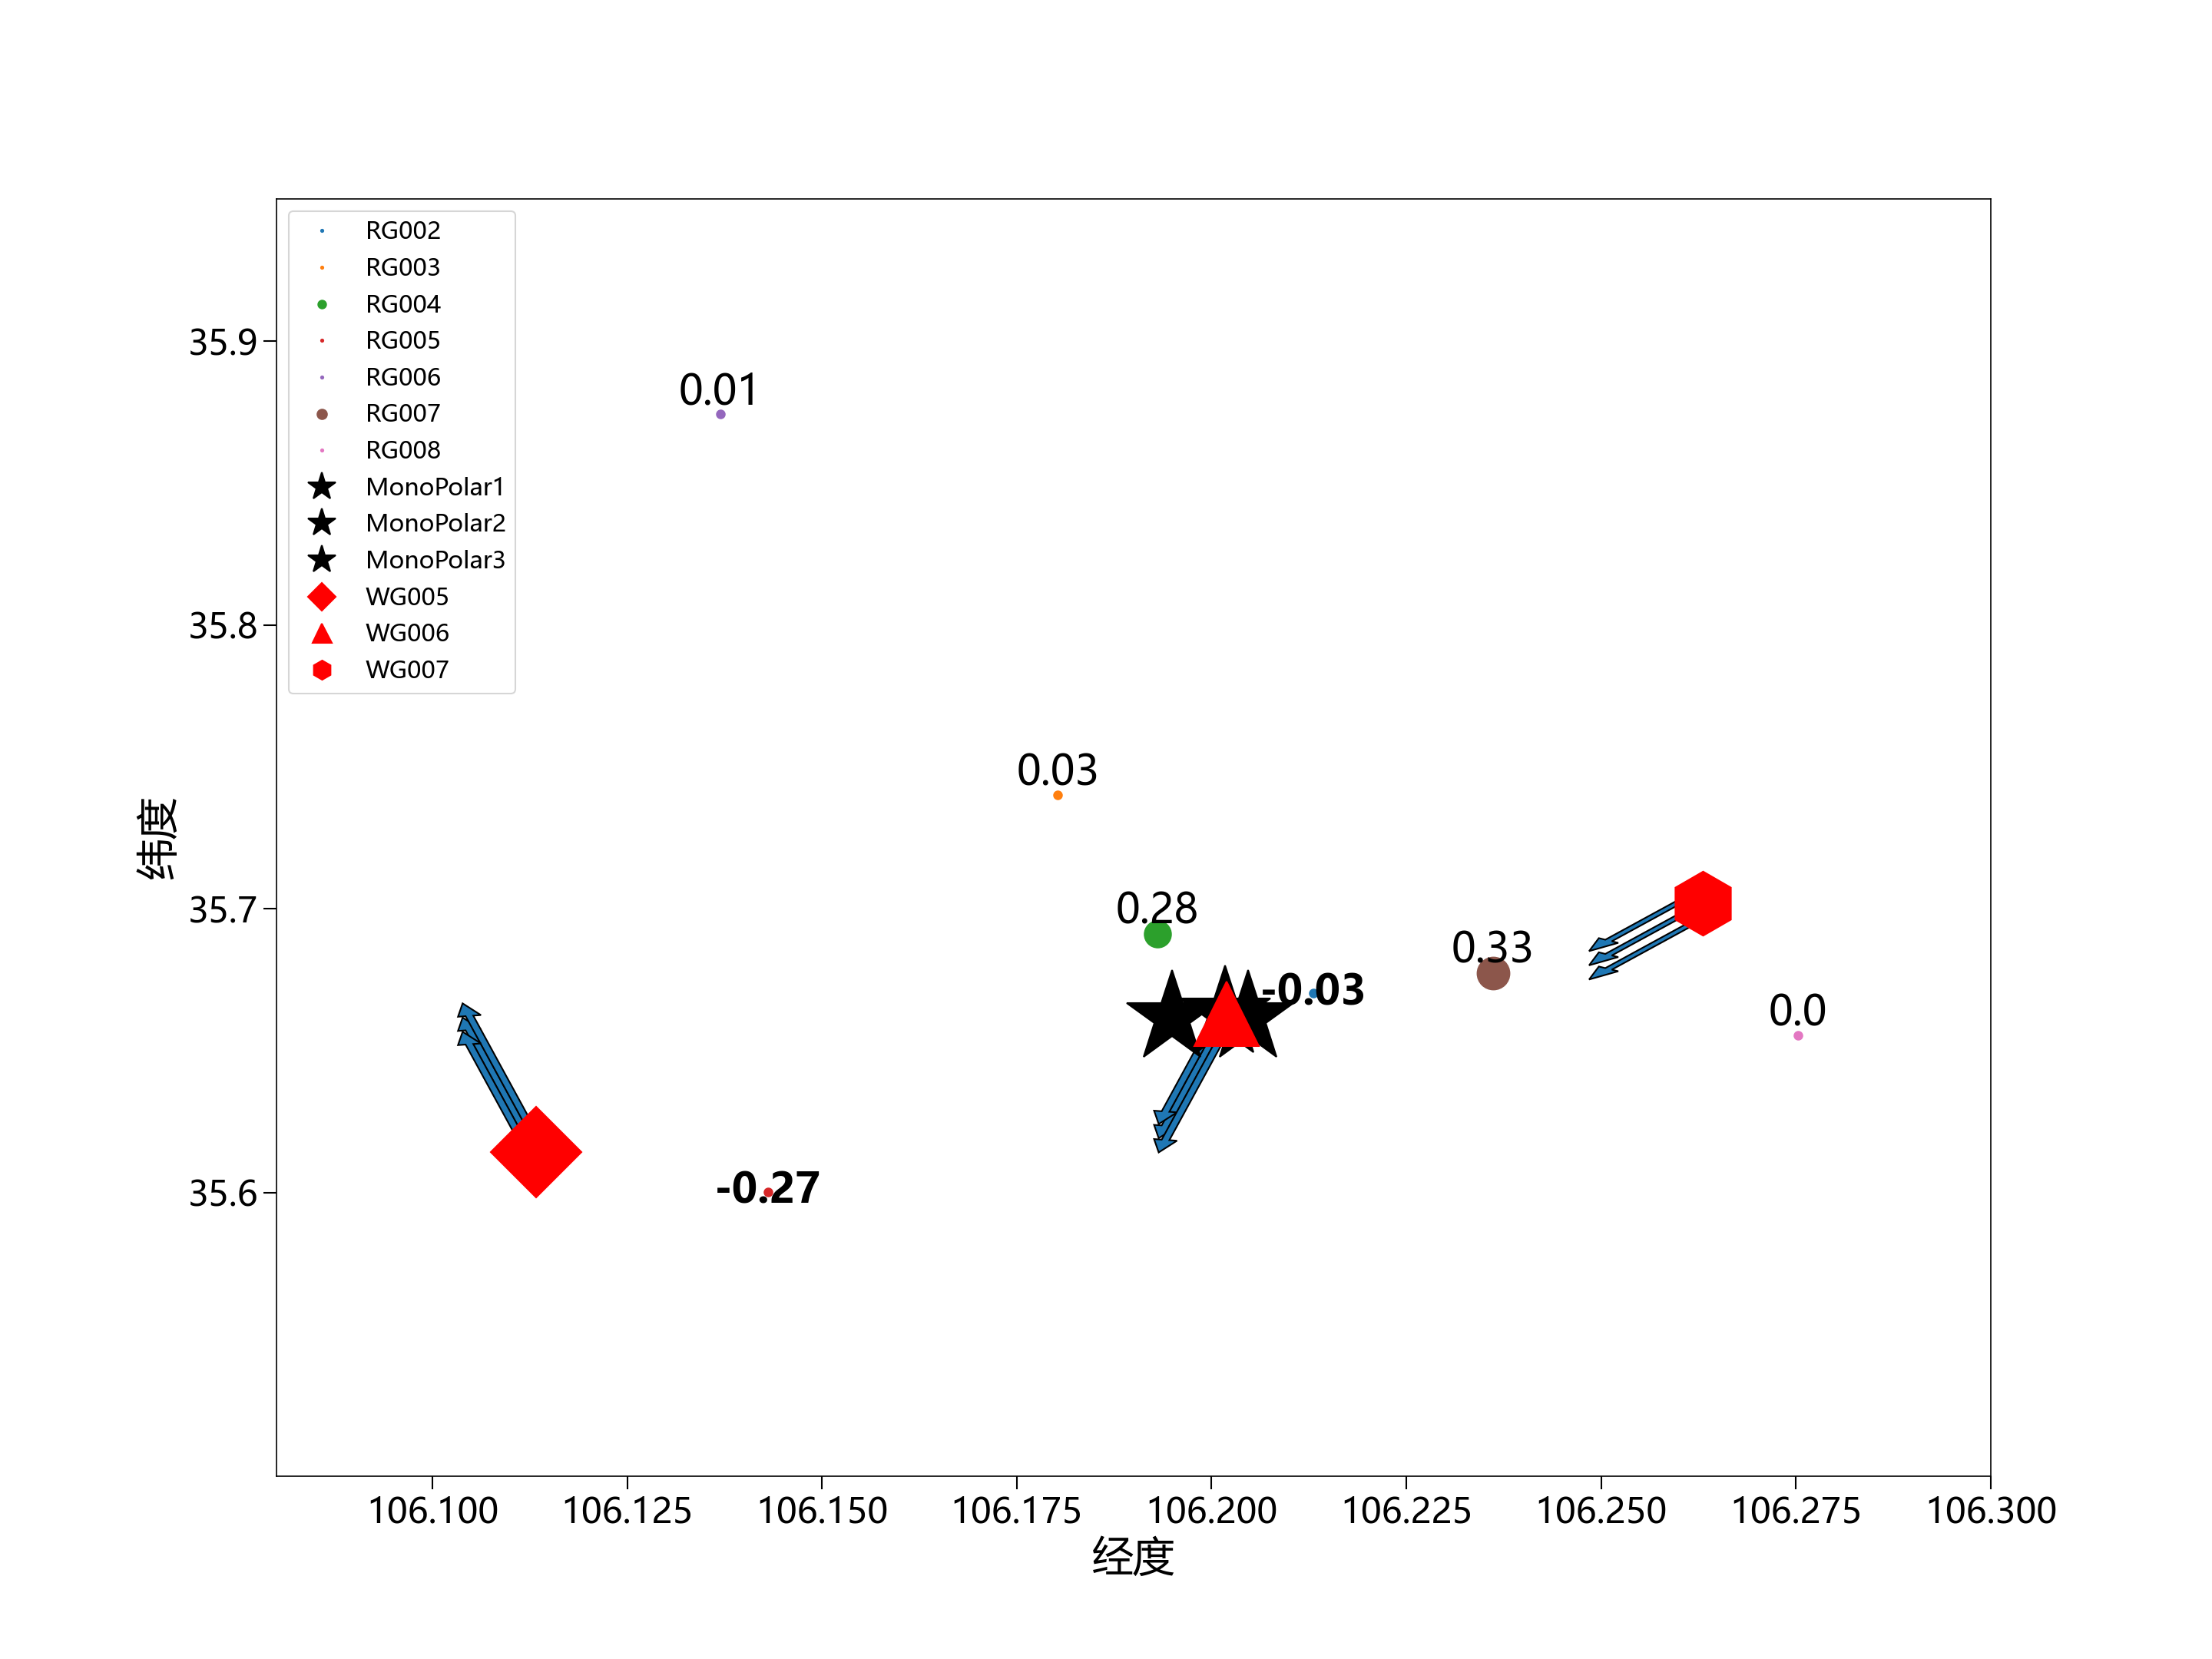 RG002
RG003
RG004
RG005
RG006
RG007
RG008
MonoPolar1
MonoPolar2
MonoPolar3
WG005
WG006
WG007
35.9
35.8
35.7
35.6
纬度
0.01
0.03
0.28
0.33
-0.03
0.0
-0.27
106.100
106.125
106.150
106.175
106.200
106.225
106.250
106.275
106.300
经度